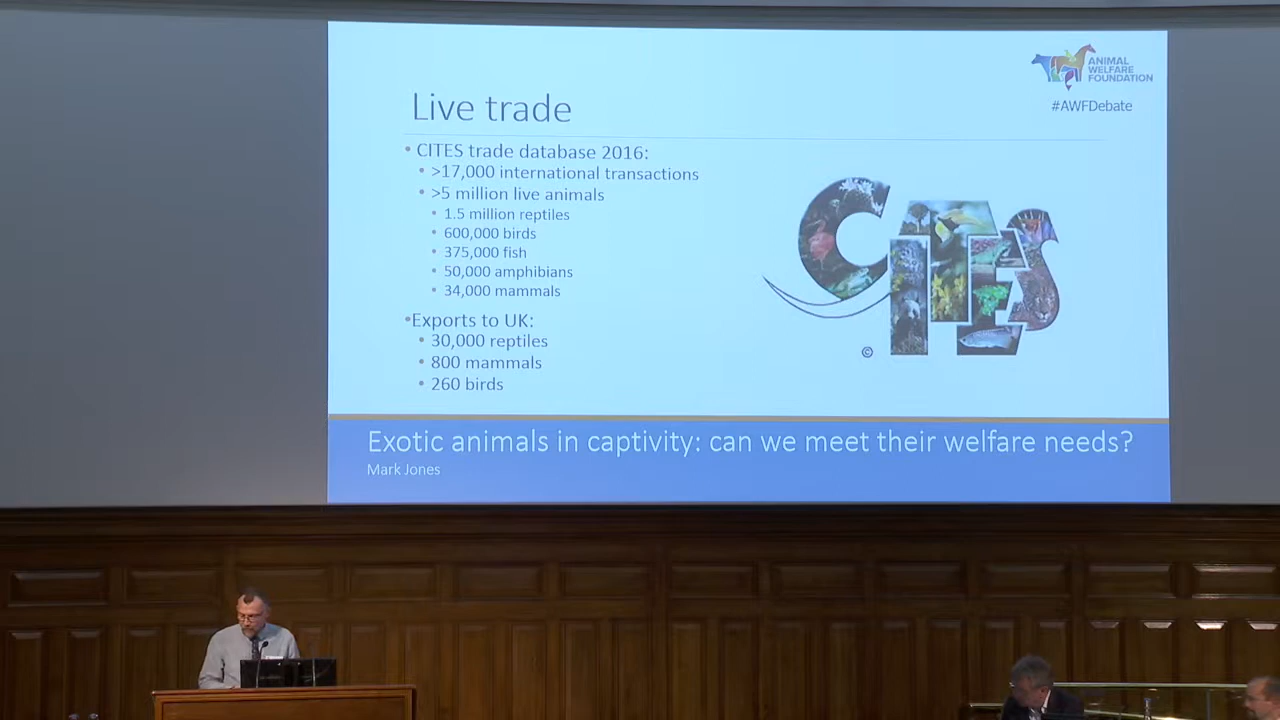 ANIMAL
WELFARE
FOUNDATION
#AWFDebate
Live trade
• CITES trade database 2016:
• >17,000 international transactions
• >5 million live animals
• 1.5 million reptiles
• 600,000 birds
• 375,000 fish
• 50,000 amphibians
• 34,000 mammals
•Exports to UK:
• 30,000 reptiles
• 800 mammals
• 260 birds
CITES
©
Exotic animals in captivity: can we meet their welfare needs?
Mark Jones